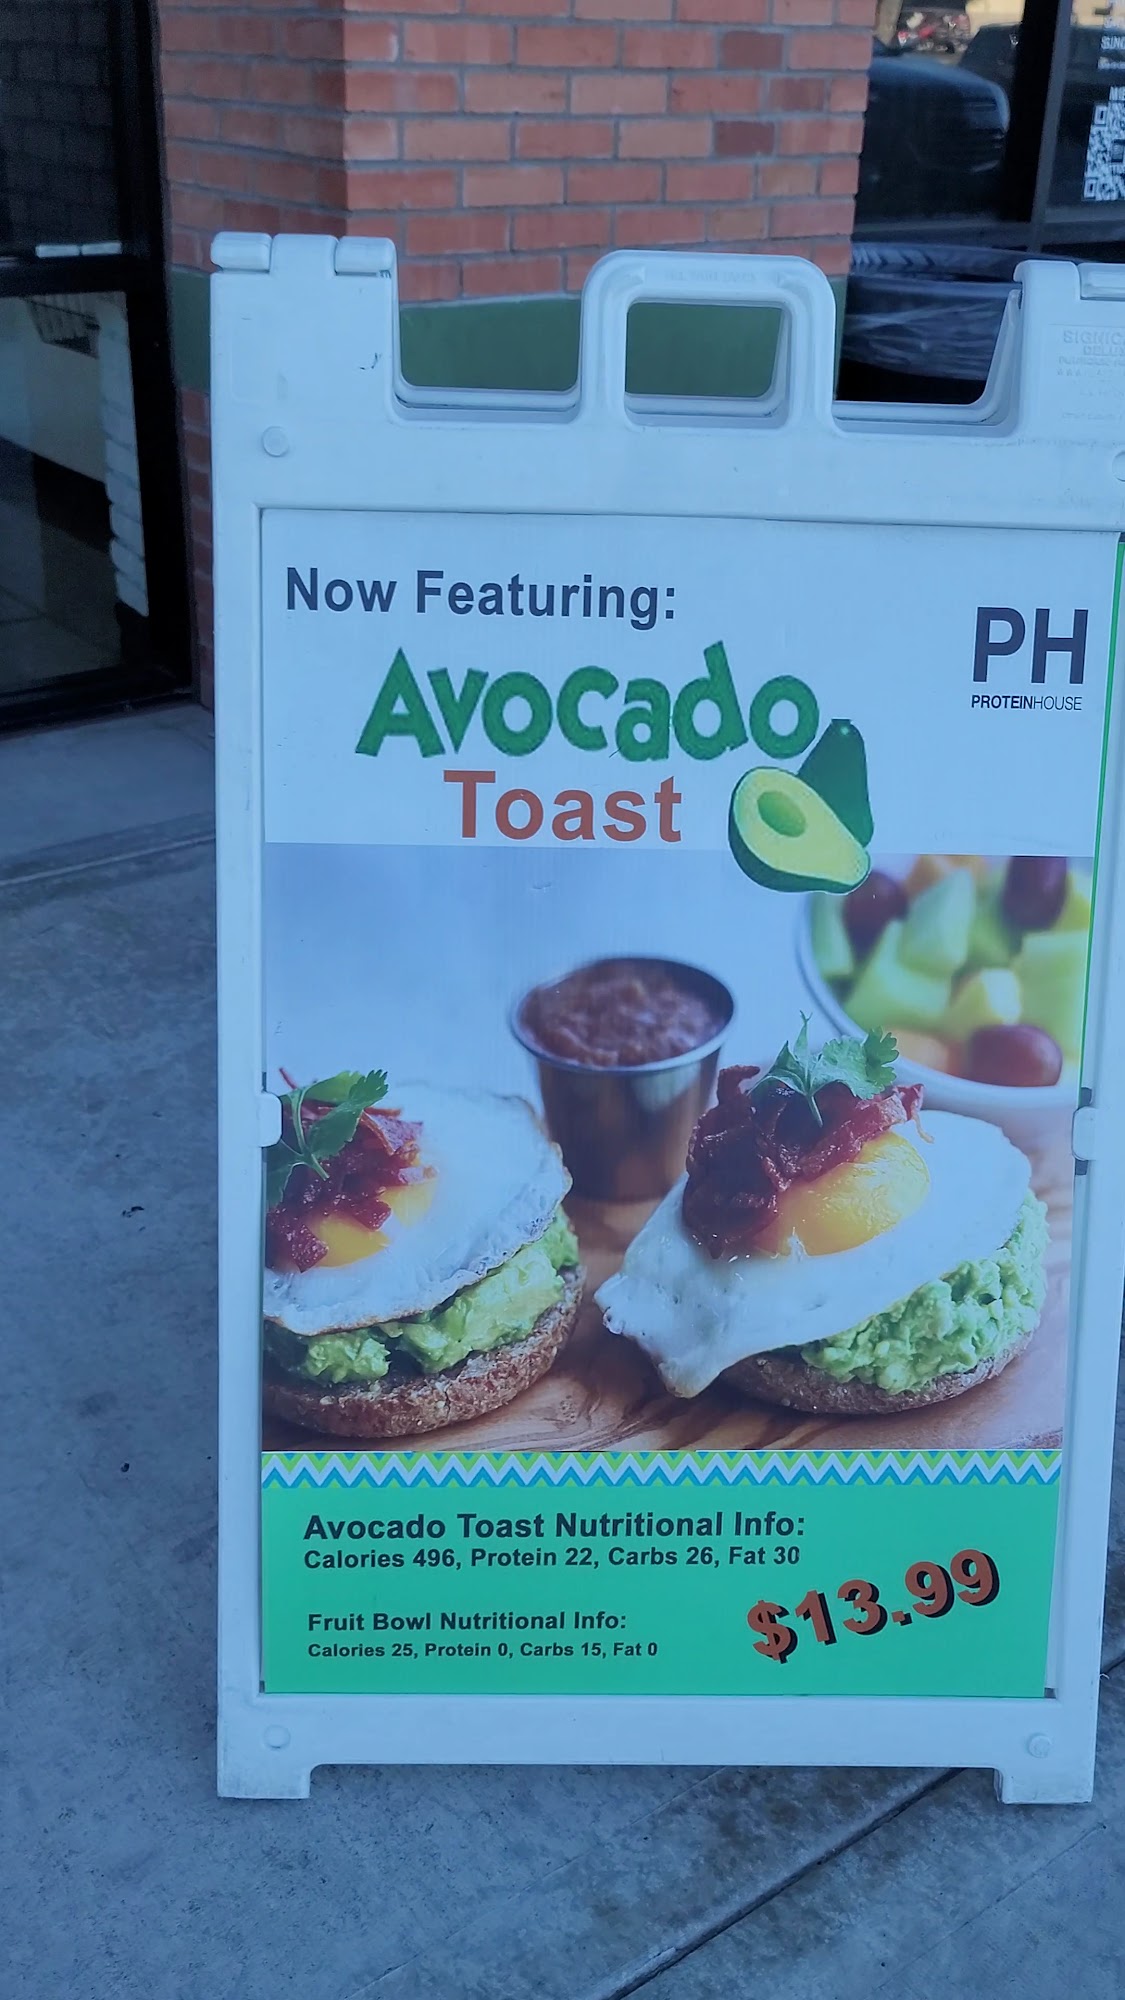 Now Featuring:
Avocado
Toast
PH
PROTEINHOUSE
Avocado Toast Nutritional Info:
Calories 496, Protein 22, Carbs 26, Fat 30
Fruit Bowl Nutritional Info:
Calories 25, Protein 0, Carbs 15, Fat 0
$13.99